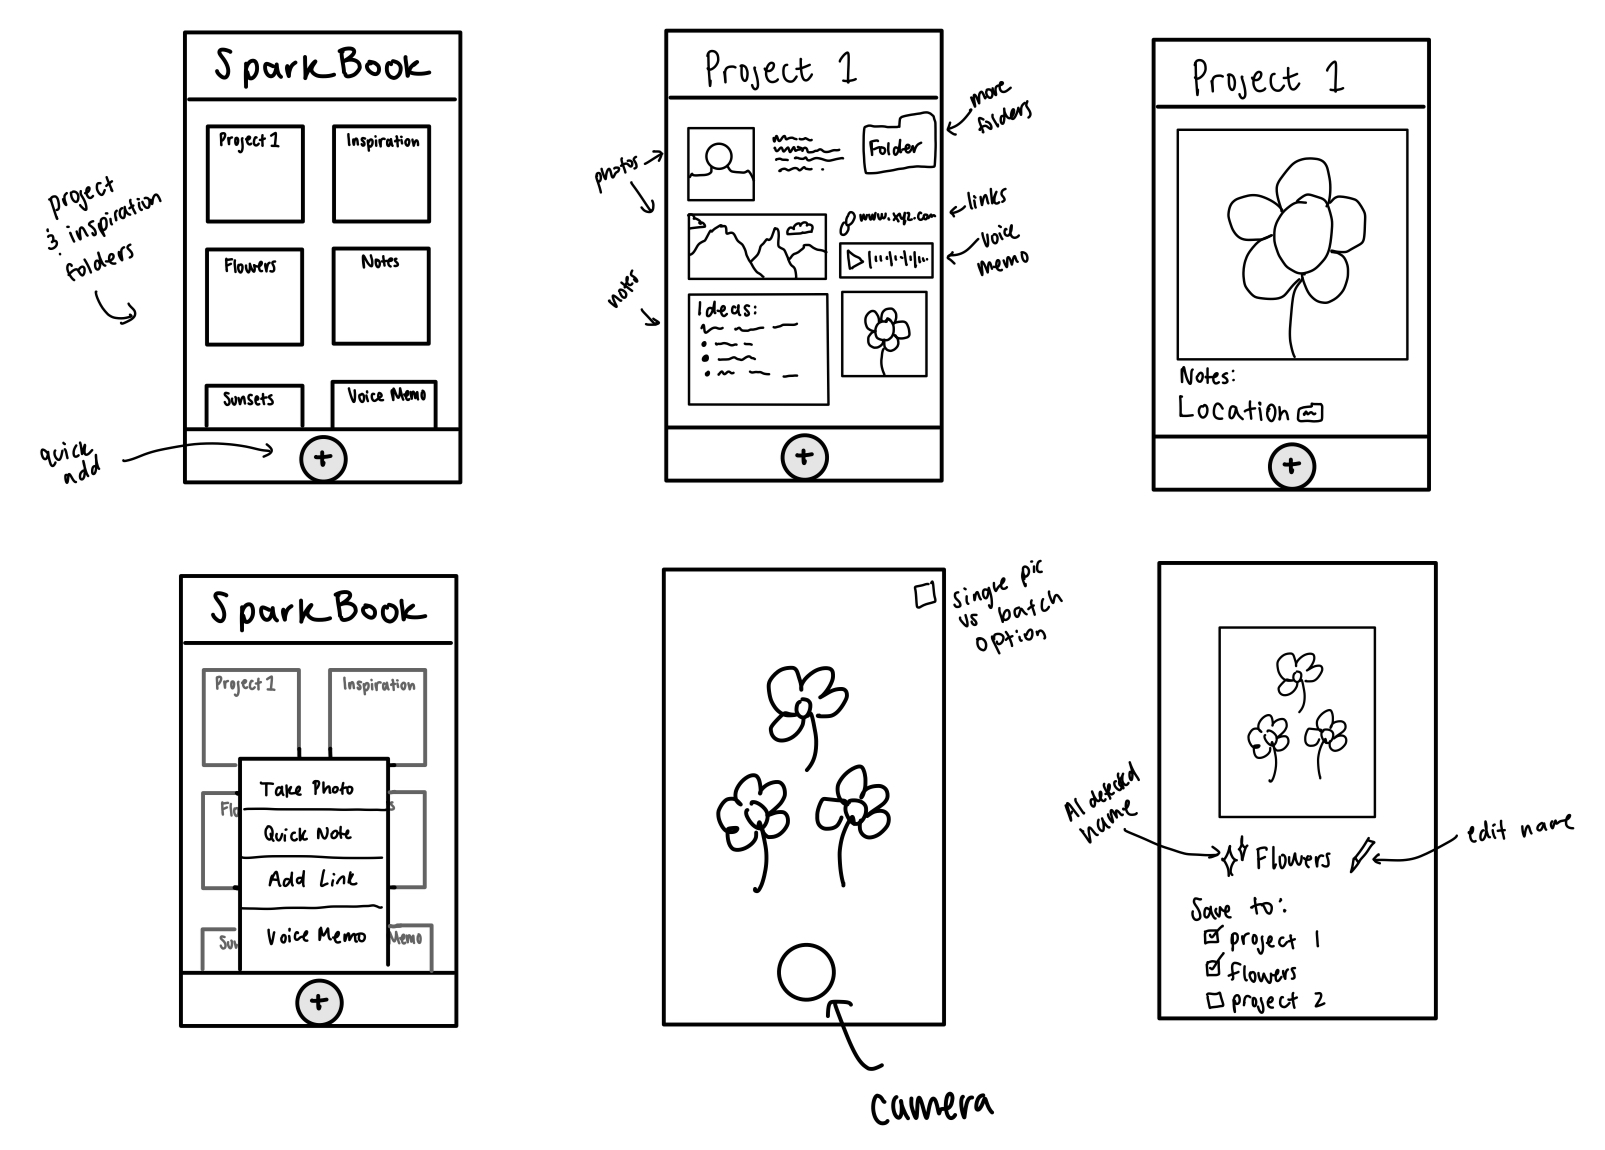 SparkBook
Project 1
Inspiration
Flowers
Notes
Sunsets
Voice Memo
+
project
& inspiration
folders
quick
add
Project 1
Folder
www.xyz.com
Ideas:
+
photos
notes
more
folders
links
voice
memo
Project 1
Notes:
Location
+
SparkBook
Project 1
Inspiration
Flo
s
Sun
Memo
Take Photo
Quick Note
Add Link
Voice Memo
+
single pic
vs batch
option
camera
AI detected
name
Flowers
edit name
Save to:
project 1
flowers
project 2